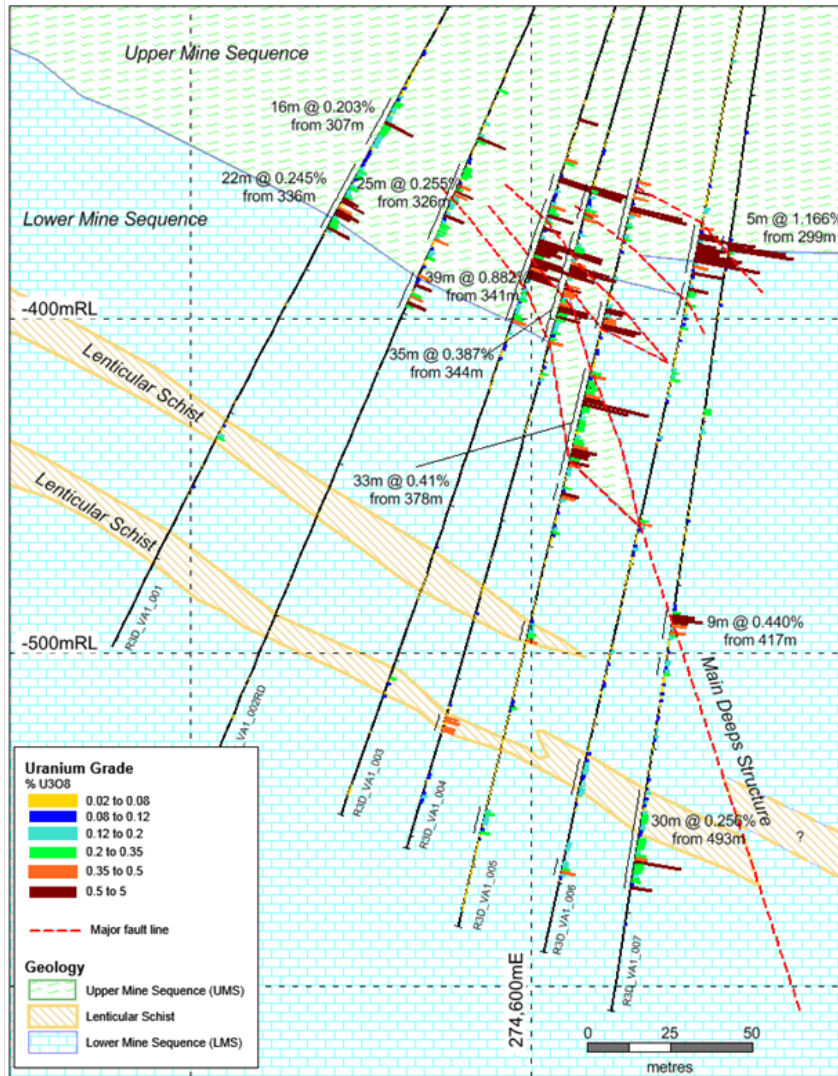 Upper Mine Sequence
16m @ 0.203%
from 307m
22m @ 0.245%
from 336m
25m @ 0.255%
from 326m
Lower Mine Sequence
5m @ 1.166%
from 299m
39m @ 0.882%
from 341m
-400mRL
35m @ 0.387%
from 344m
Lenticular Schist
33m @ 0.41%
from 378m
Lenticular Schist
R3D_VA1_001
9m @ 0.440%
from 417m
-500mRL
Main Deeps Structure
_VA1_002RD
R3D_VA1_003
R3D_VA1_004
30m @ 0.256%
from 493m
?
R3D_VA1_005
R3D_VA1_006
R3D_VA1_007
274,600mE
Uranium Grade
% U3O8
0.02 to 0.08
0.08 to 0.12
0.12 to 0.2
0.2 to 0.35
0.35 to 0.5
0.5 to 5
Major fault line
Geology
Upper Mine Sequence (UMS)
Lenticular Schist
Lower Mine Sequence (LMS)
0 25 50
metres